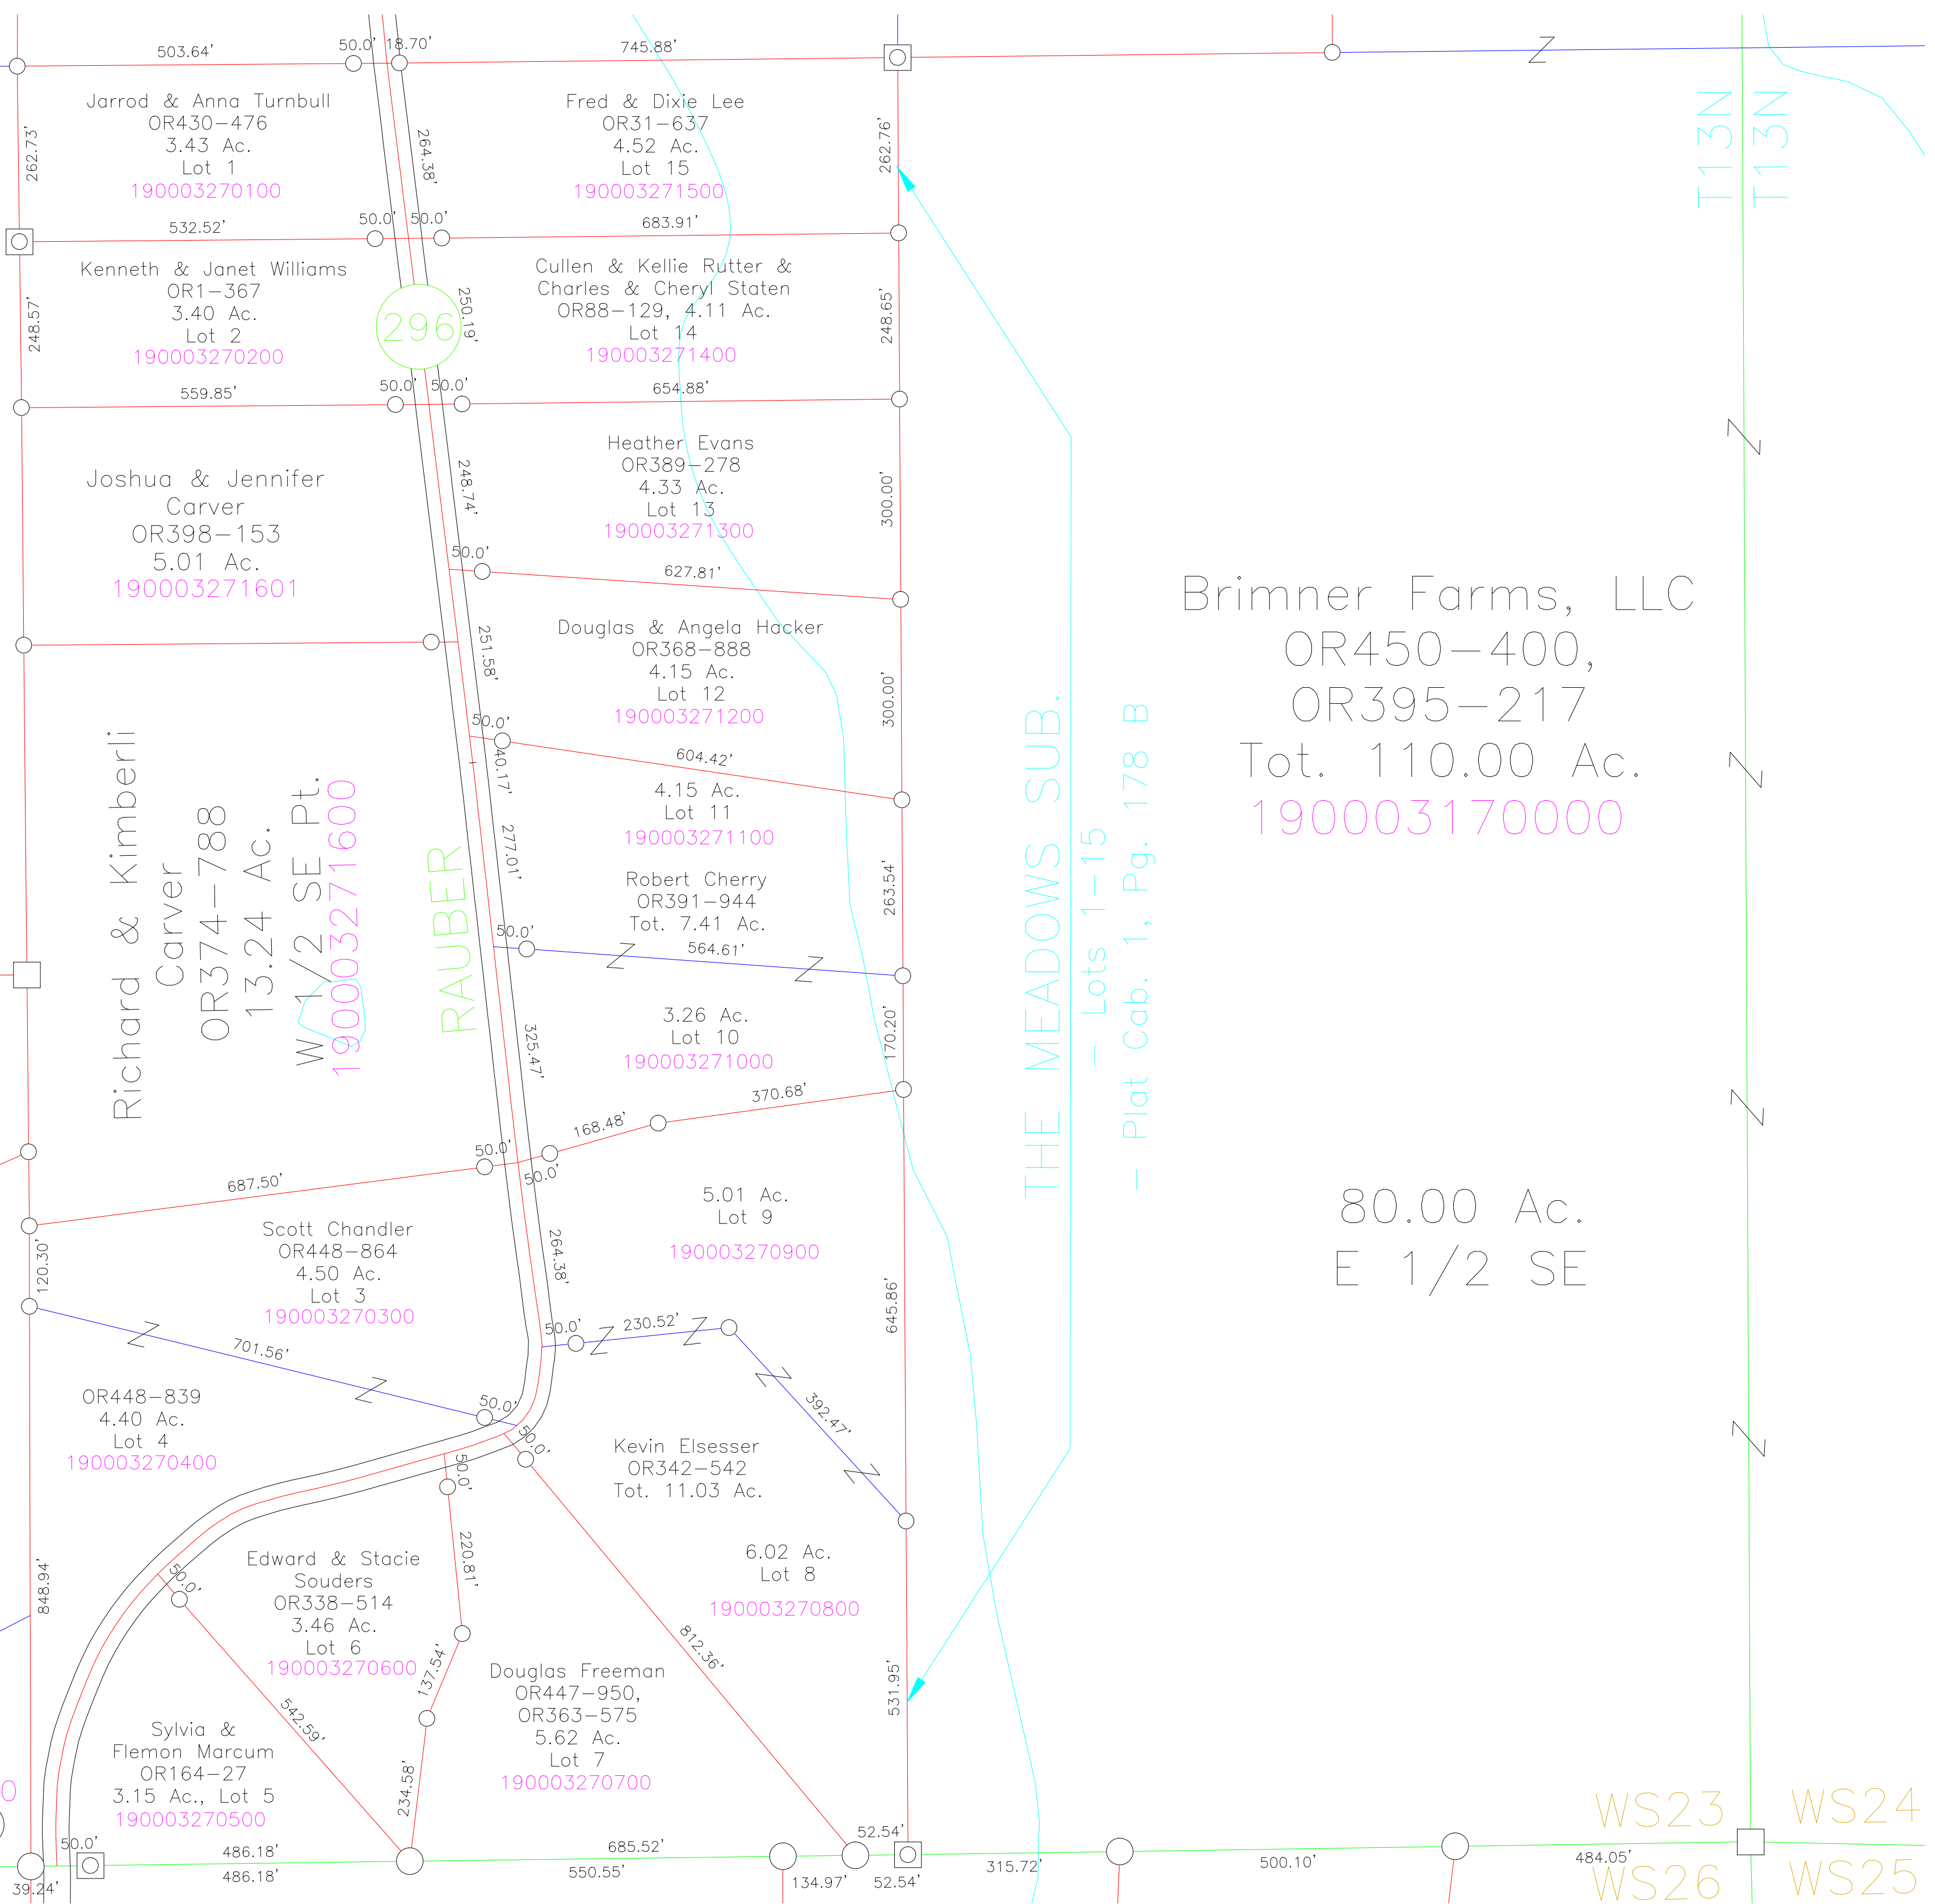 503.64'
50.0'
18.70'
745.88'
262.73'
Jarrod & Anna Turnbull
OR430-476
3.43 Ac.
Lot 1
190003270100
264.38'
Fred & Dixie Lee
OR31-637
4.52 Ac.
Lot 15
190003271500
262.76'
T13N
T13N
532.52'
50.0'
50.0'
683.91'
248.57'
Kenneth & Janet Williams
OR1-367
3.40 Ac.
Lot 2
190003270200
296
250.19'
Cullen & Kellie Rutter &
Charles & Cheryl Staten
OR88-129, 4.11 Ac.
Lot 14
190003271400
248.65'
559.85'
50.0'
50.0'
654.88'
Joshua & Jennifer
Carver
OR398-153
5.01 Ac.
190003271601
248.74'
Heather Evans
OR389-278
4.33 Ac.
Lot 13
190003271300
300.00'
50.0'
627.81'
251.58'
Douglas & Angela Hacker
OR368-888
4.15 Ac.
Lot 12
190003271200
300.00'
50.0'
604.42'
40.17'
277.01'
4.15 Ac.
Lot 11
190003271100
Robert Cherry
OR391-944
Tot. 7.41 Ac.
263.54'
50.0'
564.61'
Richard & Kimberli
Carver
OR374-788
13.24 Ac.
W 1/2 SE Pt.
190003271600
RAUBER
325.47'
3.26 Ac.
Lot 10
190003271000
170.20'
THE MEADOWS SUB.
- Lots 1-15
- Plat Cab. 1, Pg. 178 B
Brimner Farms, LLC
OR450-400,
OR395-217
Tot. 110.00 Ac.
190003170000
80.00 Ac.
E 1/2 SE
687.50'
50.0'
50.0'
168.48'
370.68'
120.30'
Scott Chandler
OR448-864
4.50 Ac.
Lot 3
190003270300
264.38'
5.01 Ac.
Lot 9
190003270900
645.86'
701.56'
50.0'
50.0'
230.52'
392.47'
OR448-839
4.40 Ac.
Lot 4
190003270400
50.0'
50.0'
Kevin Elsesser
OR342-542
Tot. 11.03 Ac.
6.02 Ac.
Lot 8
190003270800
848.94'
50.0'
Edward & Stacie
Souders
OR338-514
3.46 Ac.
Lot 6
190003270600
220.81'
137.54'
234.58'
812.36'
531.95'
542.59'
Douglas Freeman
OR447-950,
OR363-575
5.62 Ac.
Lot 7
190003270700
Sylvia &
Flemon Marcum
OR164-27
3.15 Ac., Lot 5
190003270500
0
WS23
WS24
50.0'
486.18'
685.52'
52.54'
39.24'
486.18'
550.55'
134.97'
52.54'
315.72'
500.10'
484.05'
WS26
WS25